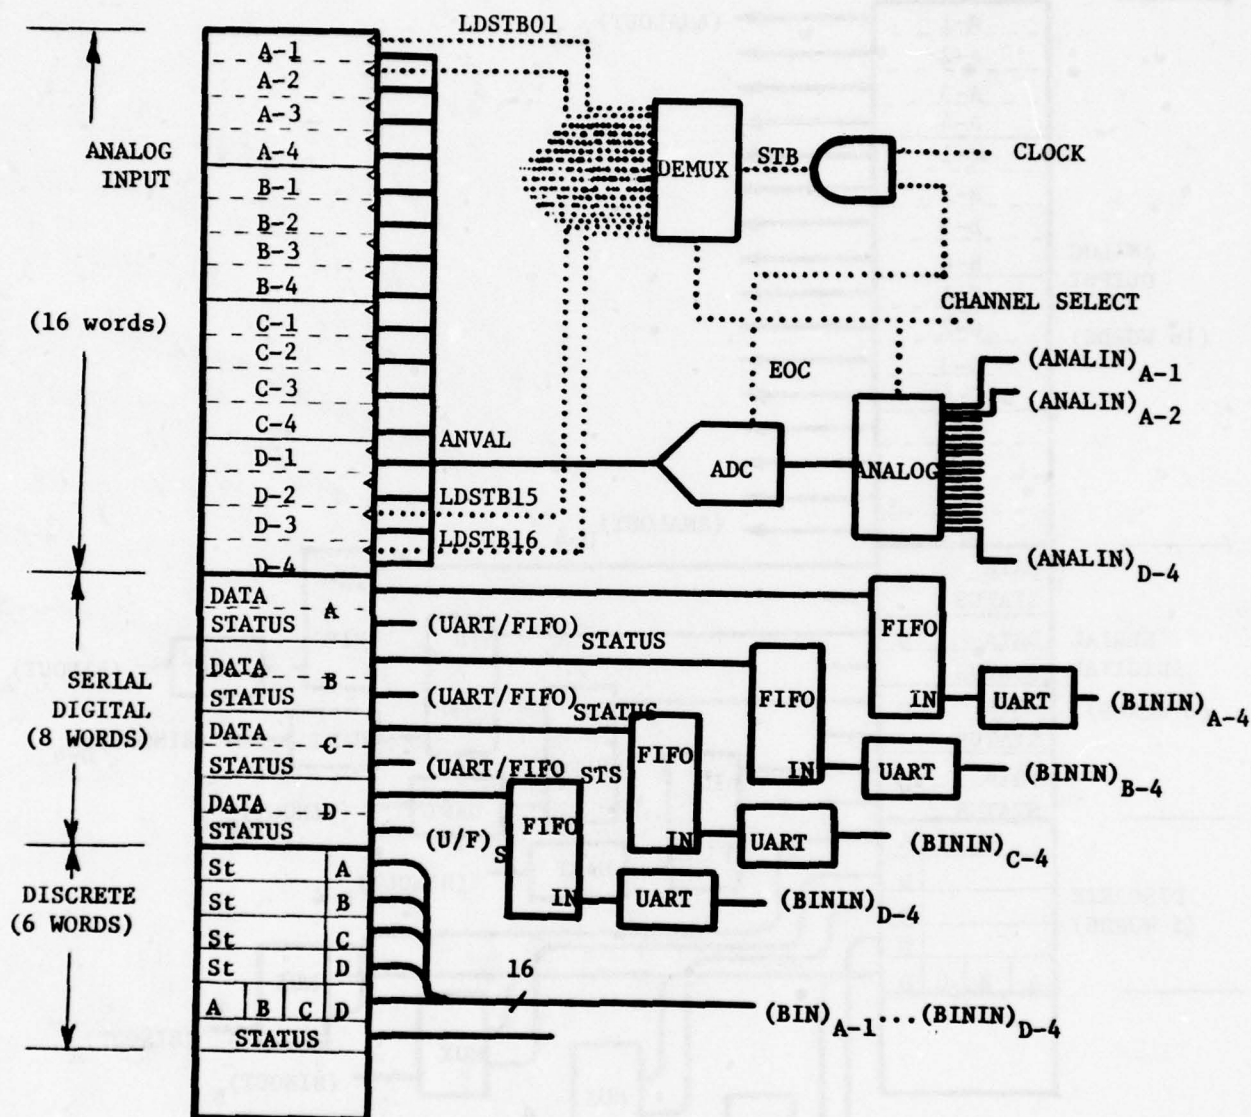 LDSTB01
A-1
A-2
A-3
A-4
B-1
B-2
B-3
B-4
C-1
C-2
C-3
C-4
D-1
D-2
D-3
D-4
ANALOG
INPUT
(16 words)
DEMUX
STB
CLOCK
CHANNEL SELECT
EOC
(ANALIN)A-1
(ANALIN)A-2
ANVAL
ADC
ANALOG
LDSTB15
LDSTB16
(ANALIN)D-4
SERIAL
DIGITAL
(8 WORDS)
DATA
STATUS
A
(UART/FIFO)STATUS
FIFO
IN
UART
(BININ)A-4
DATA
STATUS
B
(UART/FIFO)STATUS
FIFO
IN
UART
(BININ)B-4
DATA
STATUS
C
(UART/FIFO STS
FIFO
IN
UART
(BININ)C-4
DATA
STATUS
D
(U/F)S
FIFO
IN
UART
(BININ)D-4
DISCRETE
(6 WORDS)
St A
St B
St C
St D
A B C D
16
(BIN)A-1...(BININ)D-4
STATUS